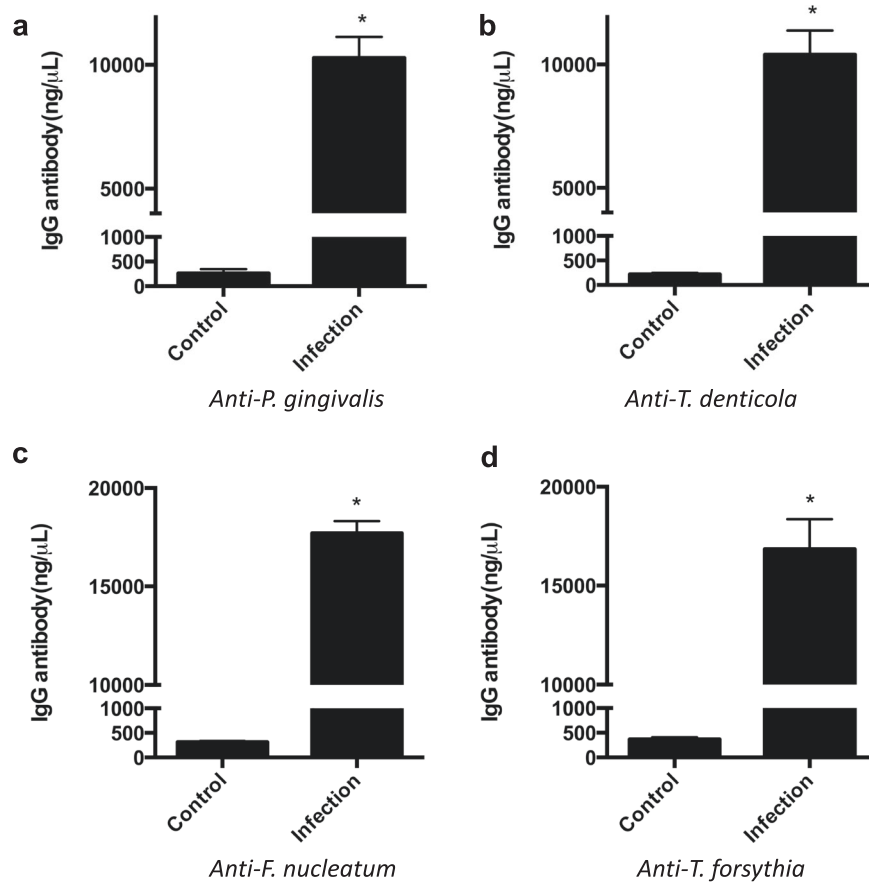 a
*
IgG antibody(ng/μL)
10000
5000
1000
500
0
Control
Infection
Anti-P. gingivalis
b
*
IgG antibody(ng/μL)
10000
5000
1000
500
0
Control
Infection
Anti-T. denticola
c
*
IgG antibody(ng/μL)
20000
15000
10000
1000
500
0
Control
Infection
Anti-F. nucleatum
d
*
IgG antibody(ng/μL)
20000
15000
10000
1000
500
0
Control
Infection
Anti-T. forsythia